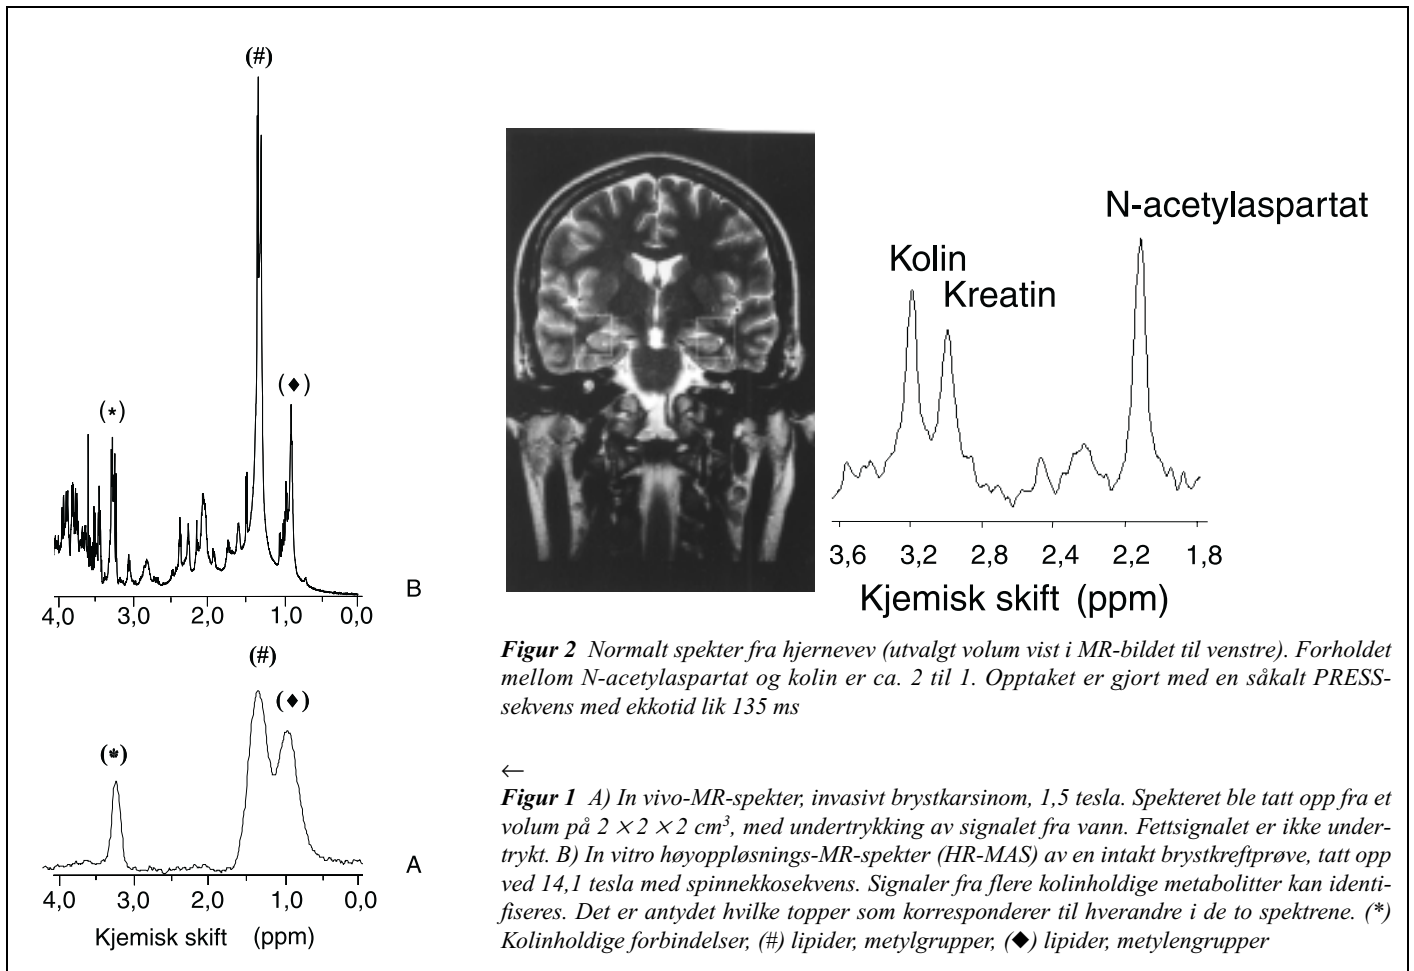 (#)
(*)
(♦)
B
4,0 3,0 2,0 1,0 0,0
(#)
(♦)
(*)
A
4,0 3,0 2,0 1,0 0,0
Kjemisk skift (ppm)
N-acetylaspartat
Kolin
Kreatin
3,6 3,2 2,8 2,4 2,2 1,8
Kjemisk skift (ppm)
Figur 2 Normalt spekter fra hjernevev (utvalgt volum vist i MR-bildet til venstre). Forholdet
mellom N-acetylaspartat og kolin er ca. 2 til 1. Opptaket er gjort med en såkalt PRESS-
sekvens med ekkotid lik 135 ms
←
Figur 1 A) In vivo-MR-spekter, invasivt brystkarsinom, 1,5 tesla. Spekteret ble tatt opp fra et
volum på 2 × 2 × 2 cm³, med undertrykking av signalet fra vann. Fettsignalet er ikke under-
trykt. B) In vitro høyoppløsnings-MR-spekter (HR-MAS) av en intakt brystkreftprøve, tatt opp
ved 14,1 tesla med spinnekkosekvens. Signaler fra flere kolinholdige metabolitter kan identi-
fiseres. Det er antydet hvilke topper som korresponderer til hverandre i de to spektrene. (*)
Kolinholdige forbindelser, (#) lipider, metylgrupper, (◆) lipider, metylengrupper